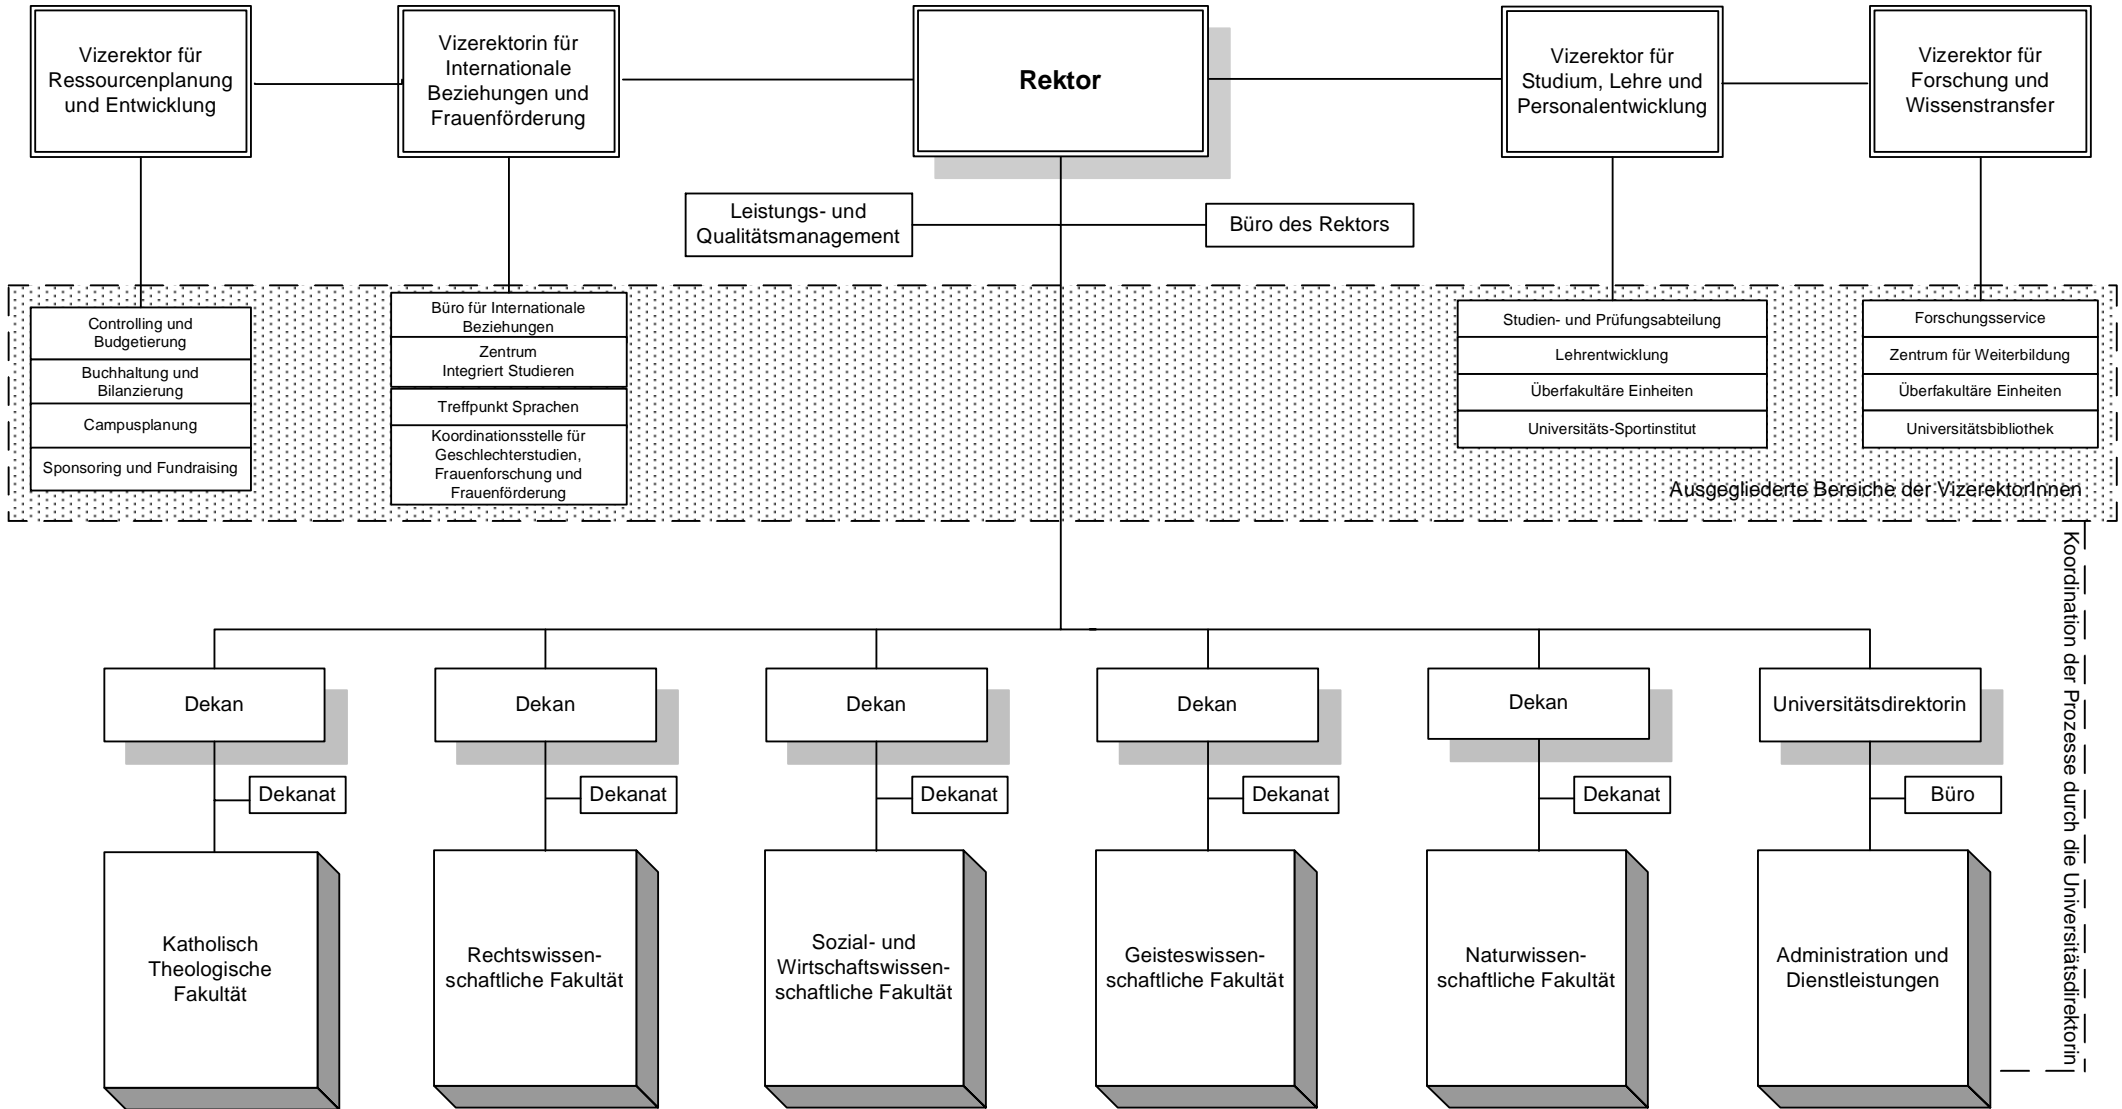 Vizerektor für
Ressourcenplanung
und Entwicklung
Vizerektorin für
Internationale
Beziehungen und
Frauenförderung
Rektor
Vizerektor für
Studium, Lehre und
Personalentwicklung
Vizerektor für
Forschung und
Wissenstransfer
Leistungs- und
Qualitätsmanagement
Büro des Rektors
Controlling und
Budgetierung
Buchhaltung und
Bilanzierung
Campusplanung
Sponsoring und Fundraising
Büro für Internationale
Beziehungen
Zentrum
Integriert Studieren
Treffpunkt Sprachen
Koordinationsstelle für
Geschlechterstudien,
Frauenforschung und
Frauenförderung
Studien- und Prüfungsabteilung
Lehrentwicklung
Überfakultäre Einheiten
Universitäts-Sportinstitut
Forschungsservice
Zentrum für Weiterbildung
Überfakultäre Einheiten
Universitätsbibliothek
Ausgegliederte Bereiche der VizerektorInnen
Koordination der Prozesse durch die Universitätsdirektorin
Dekan
Dekan
Dekan
Dekan
Dekan
Universitätsdirektorin
Dekanat
Dekanat
Dekanat
Dekanat
Dekanat
Büro
Katholisch
Theologische
Fakultät
Rechtswissen-
schaftliche Fakultät
Sozial- und
Wirtschaftswissen-
schaftliche Fakultät
Geisteswissen-
schaftliche Fakultät
Naturwissen-
schaftliche Fakultät
Administration und
Dienstleistungen